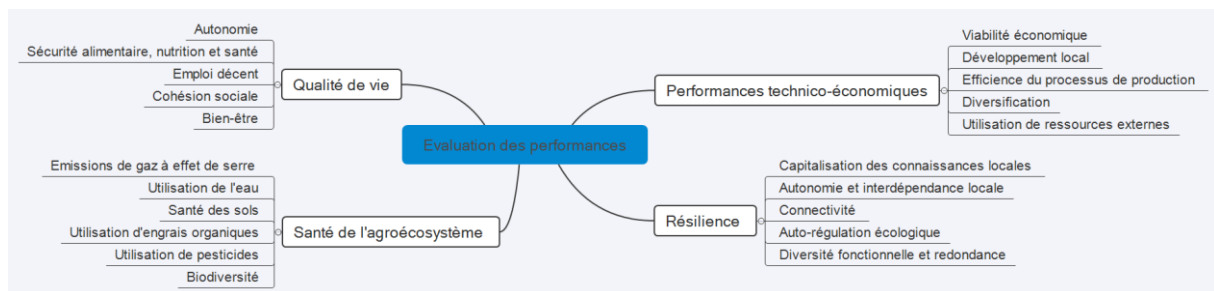 Evaluation des performances
Qualité de vie
Autonomie
Sécurité alimentaire, nutrition et santé
Emploi décent
Cohésion sociale
Bien-être
Santé de l'agroécosystème
Emissions de gaz à effet de serre
Utilisation de l'eau
Santé des sols
Utilisation d'engrais organiques
Utilisation de pesticides
Biodiversité
Performances technico-économiques
Viabilité économique
Développement local
Efficience du processus de production
Diversification
Utilisation de ressources externes
Résilience
Capitalisation des connaissances locales
Autonomie et interdépendance locale
Connectivité
Auto-régulation écologique
Diversité fonctionnelle et redondance